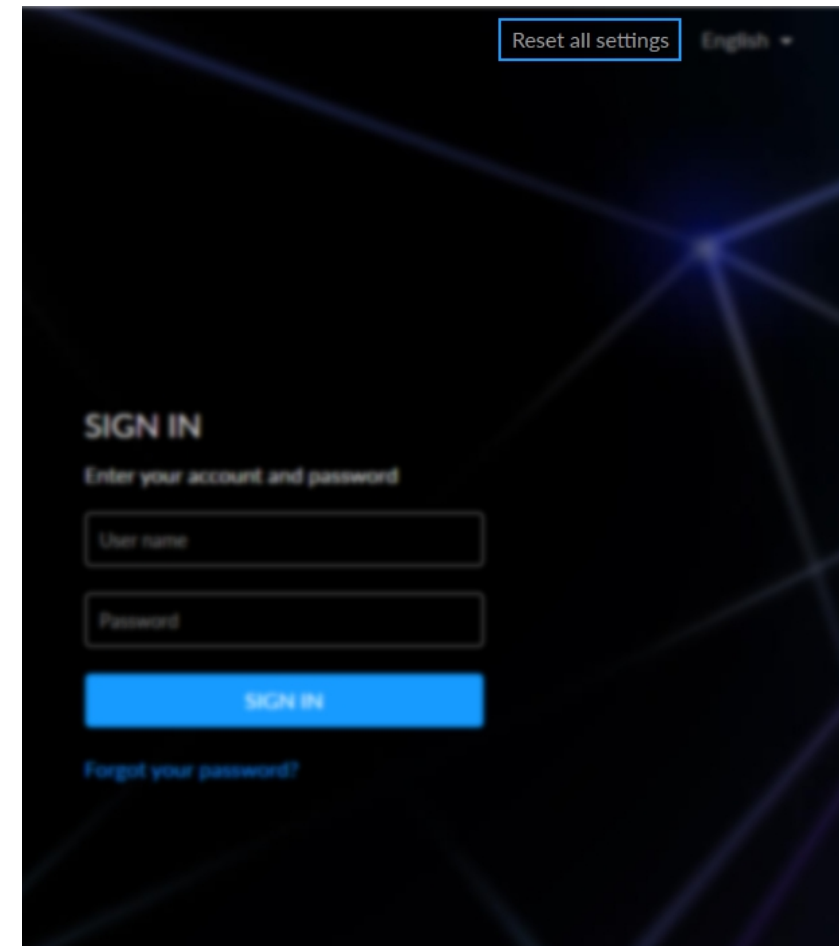 Reset all settings
English
SIGN IN
Enter your account and password
User name
Password
SIGN IN
Forgot your password?